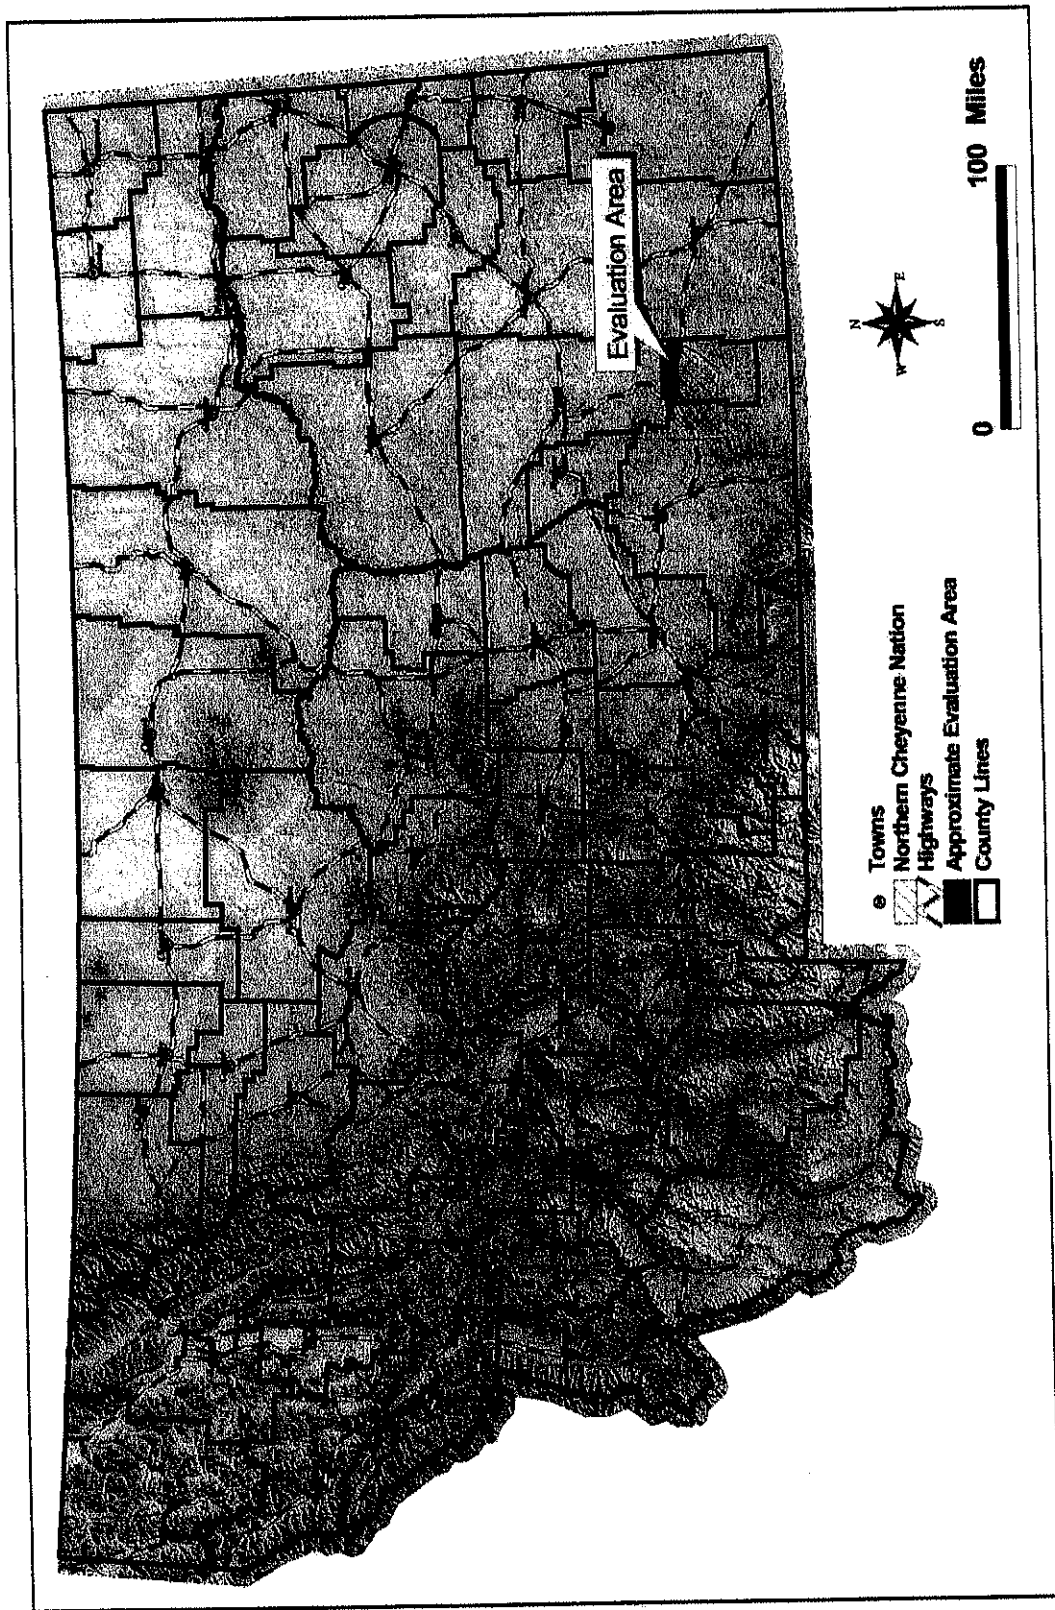 Evaluation Area
N
W
E
S
0
100 Miles
Towns
Northern Cheyenne Nation
Highways
Approximate Evaluation Area
County Lines